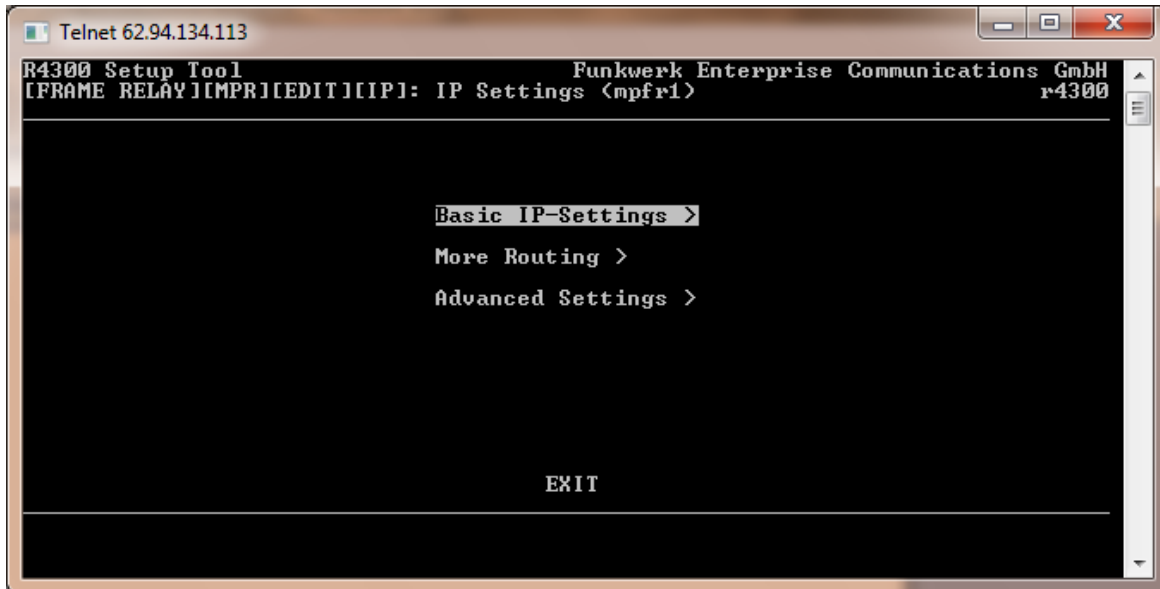 Telnet 62.94.134.113
R4300 Setup Tool Funkwerk Enterprise Communications GmbH
[FRAME RELAY][MPR][EDIT][IP]: IP Settings (mpfr1) r4300
Basic IP-Settings >
More Routing >
Advanced Settings >
EXIT